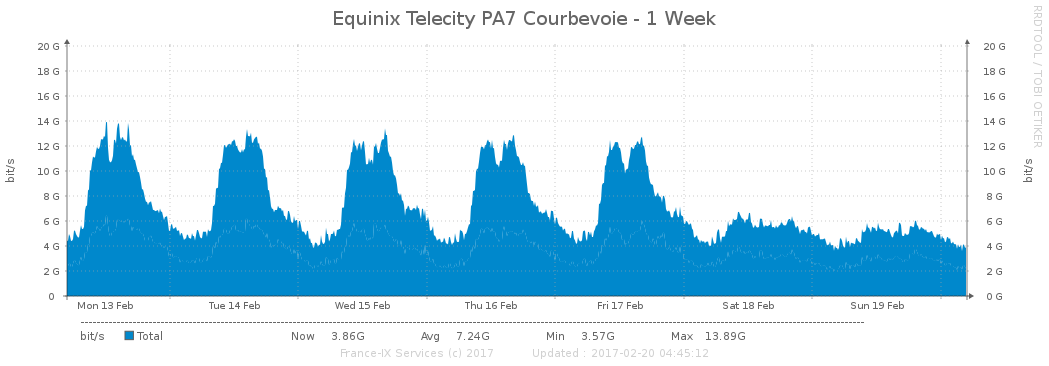 Equinix Telecity PA7 Courbevoie - 1 Week
RRDTOOL / TOBI OETIKER
20 G 20 G
18 G 18 G
16 G 16 G
14 G 14 G
12 G 12 G
10 G 10 G
8 G 8 G
6 G 6 G
4 G 4 G
2 G 2 G
0 0 G
bit/s
bit/s
Mon 13 Feb Tue 14 Feb Wed 15 Feb Thu 16 Feb Fri 17 Feb Sat 18 Feb Sun 19 Feb
bit/s Total Now 3.86G Avg 7.24G Min 3.57G Max 13.89G
France-IX Services (c) 2017 Updated : 2017-02-20 04:45:12